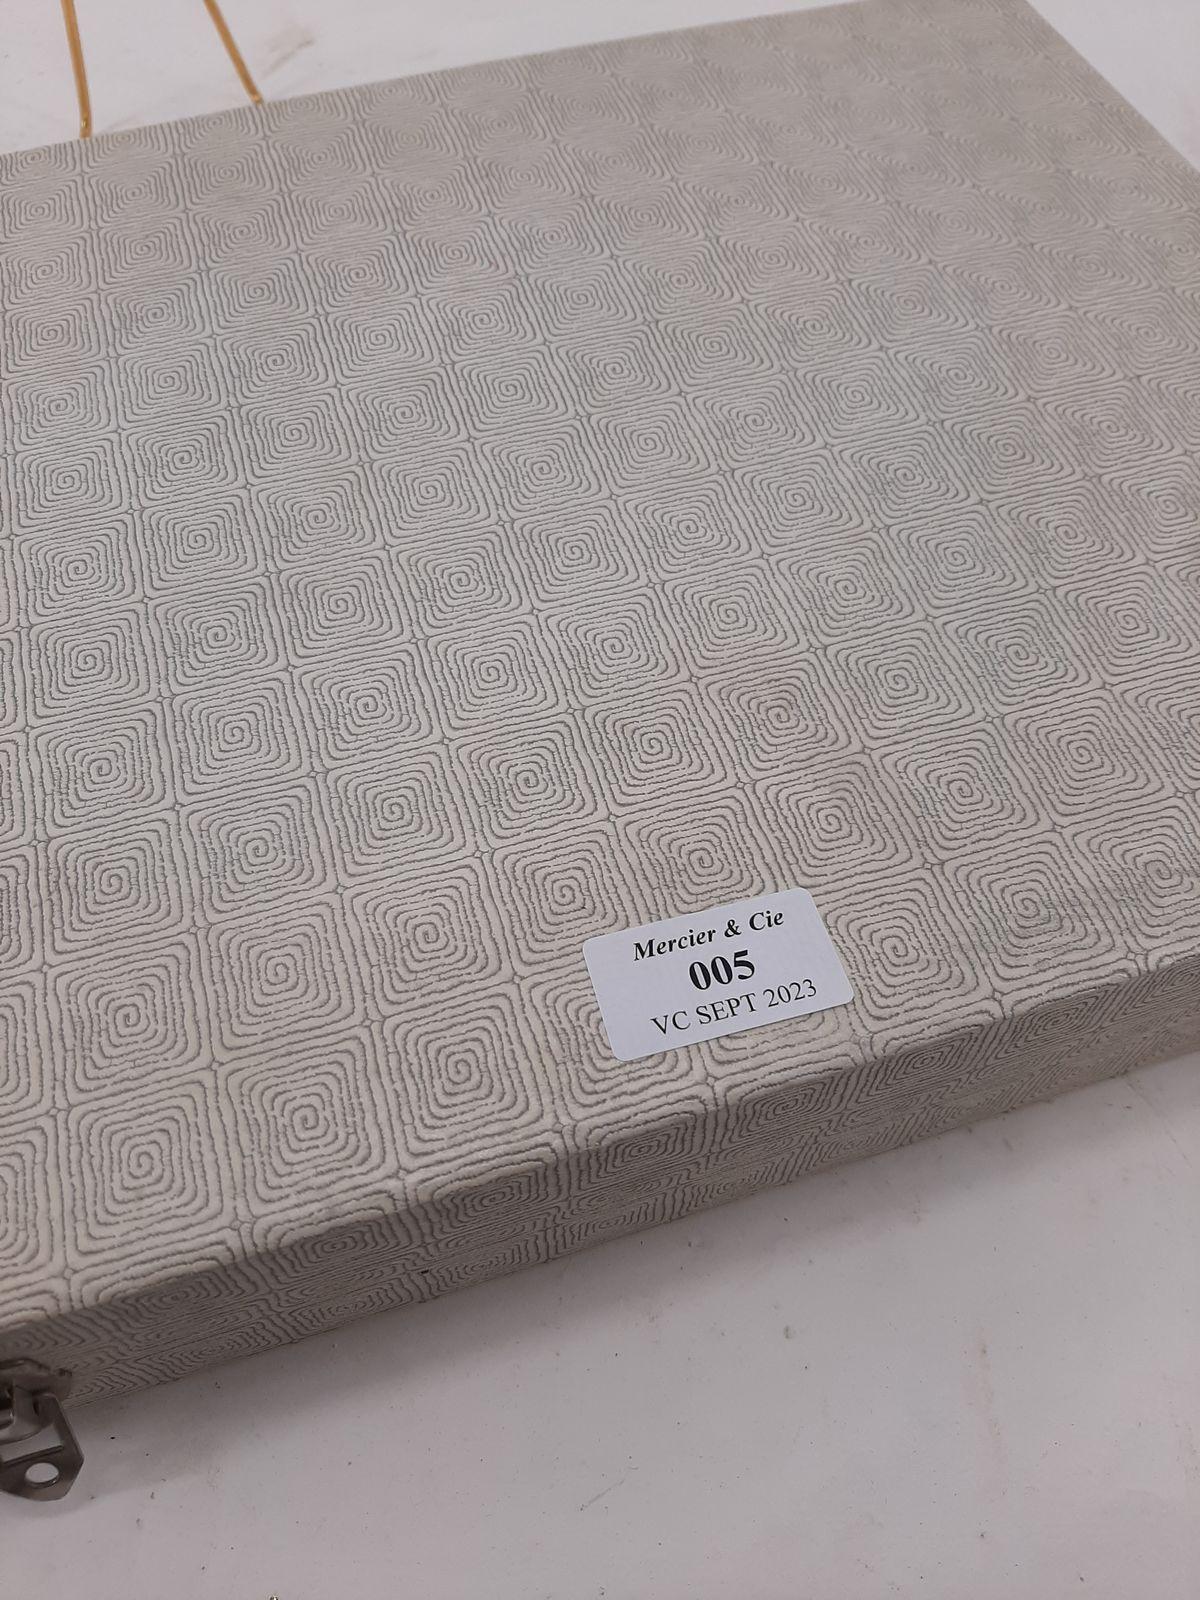 Mercier & Cie
005
VC SEPT 2023